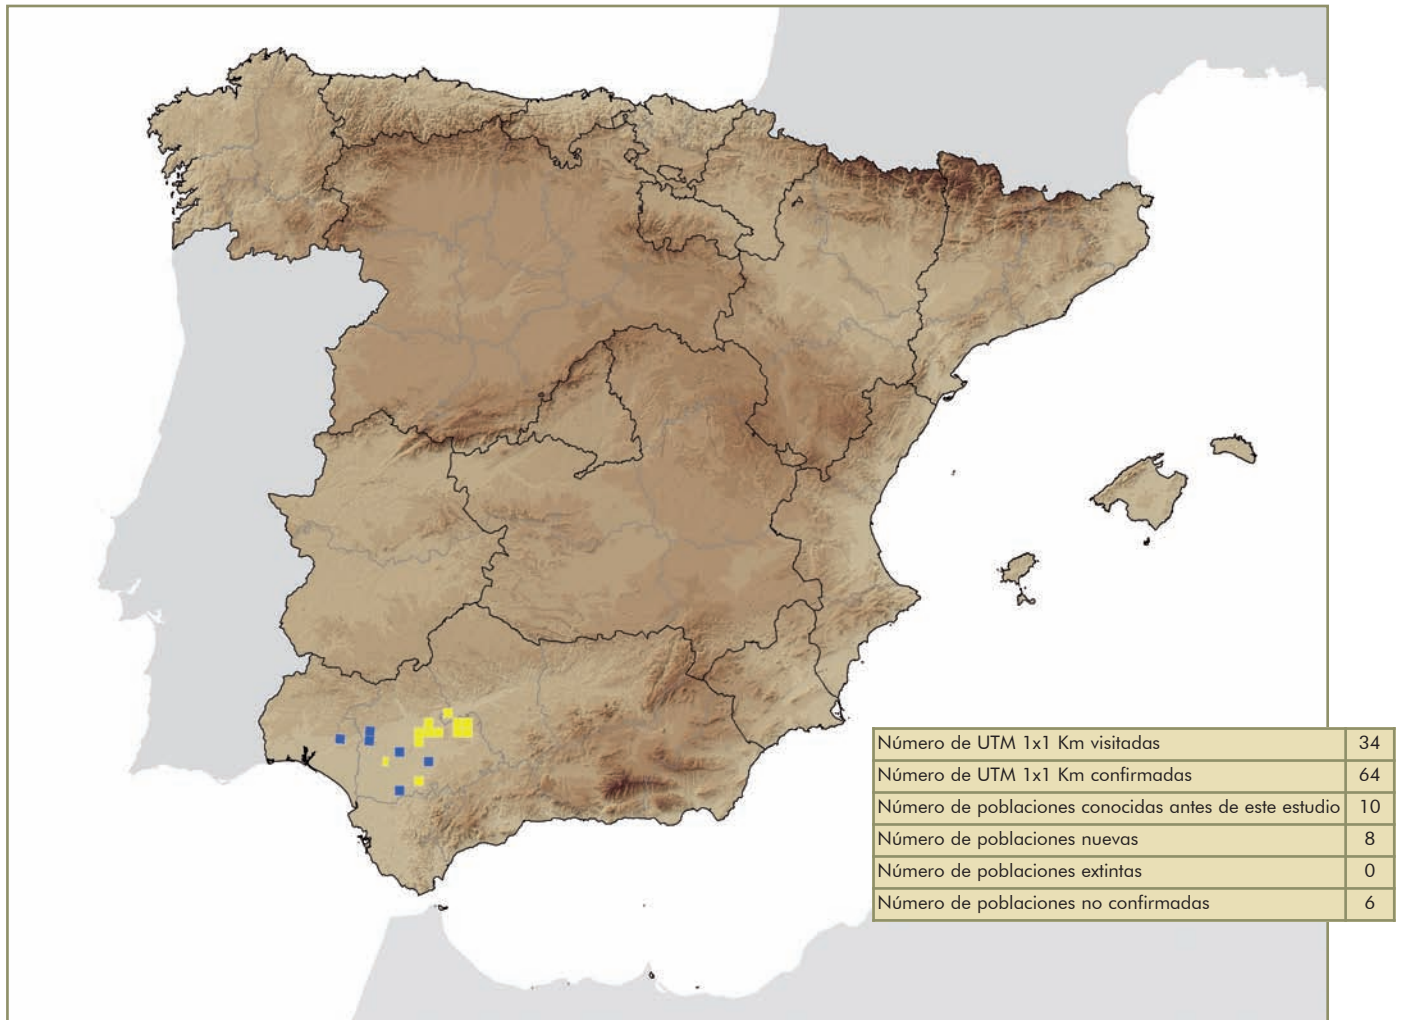 Número de UTM 1x1 Km visitadas 34
Número de UTM 1x1 Km confirmadas 64
Número de poblaciones conocidas antes de este estudio 10
Número de poblaciones nuevas 8
Número de poblaciones extintas 0
Número de poblaciones no confirmadas 6